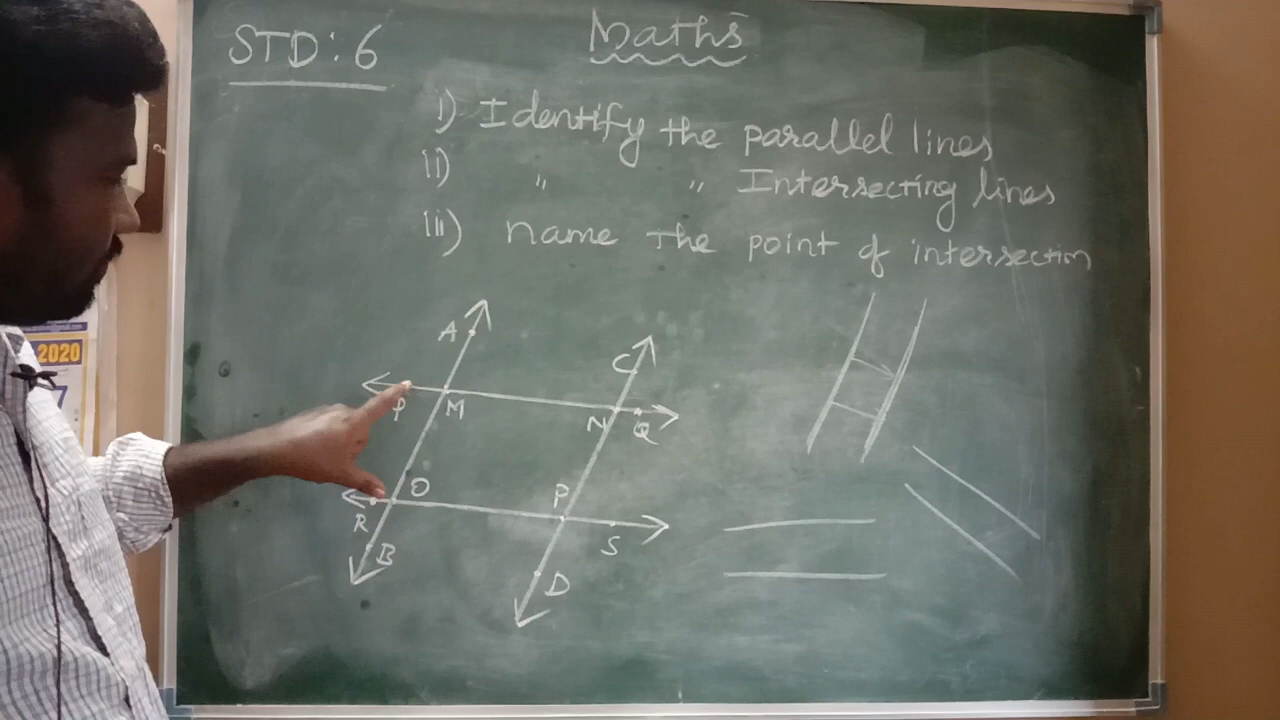 STD: 6
Maths
i) Identify the parallel lines
ii) " " Intersecting lines
iii) name the point of intersection
A
C
P M
N Q
O
P
R
S
B
D
2020